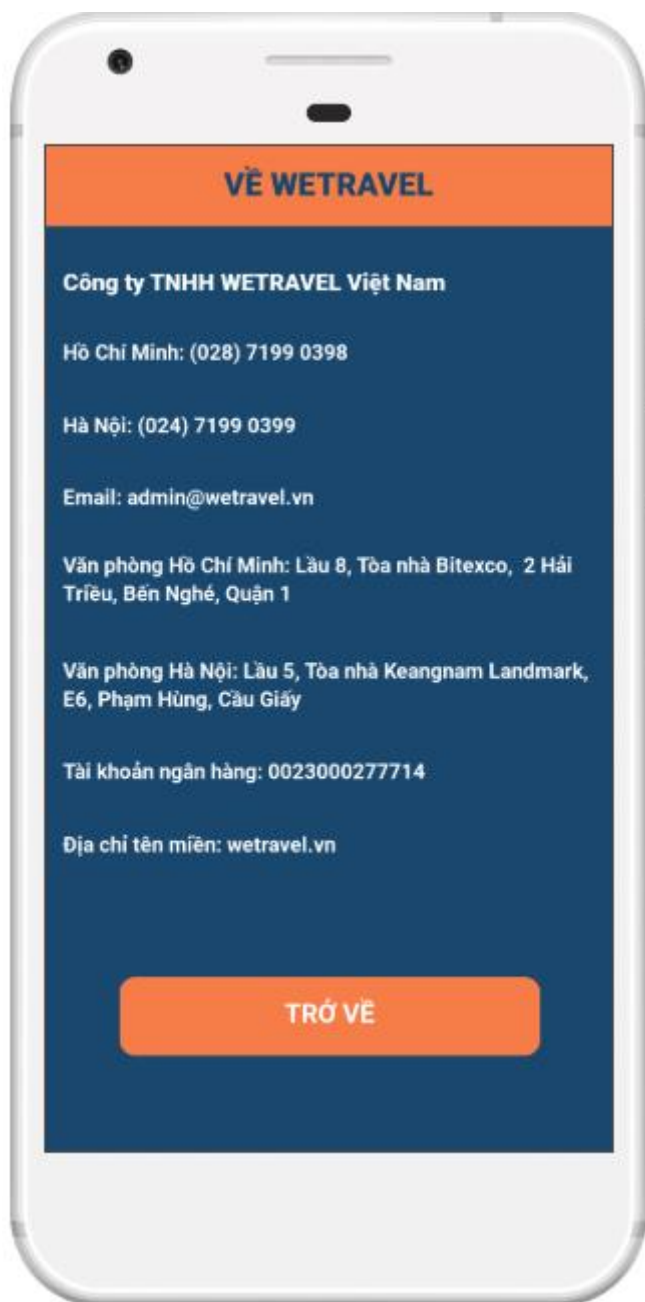 VỀ WETRAVEL
Công ty TNHH WETRAVEL Việt Nam
Hồ Chí Minh: (028) 7199 0398
Hà Nội: (024) 7199 0399
Email: admin@wetravel.vn
Văn phòng Hồ Chí Minh: Lầu 8, Tòa nhà Bitexco, 2 Hải
Triều, Bến Nghé, Quận 1
Văn phòng Hà Nội: Lầu 5, Tòa nhà Keangnam Landmark,
E6, Phạm Hùng, Cầu Giấy
Tài khoản ngân hàng: 0023000277714
Địa chỉ tên miền: wetravel.vn
TRỞ VỀ